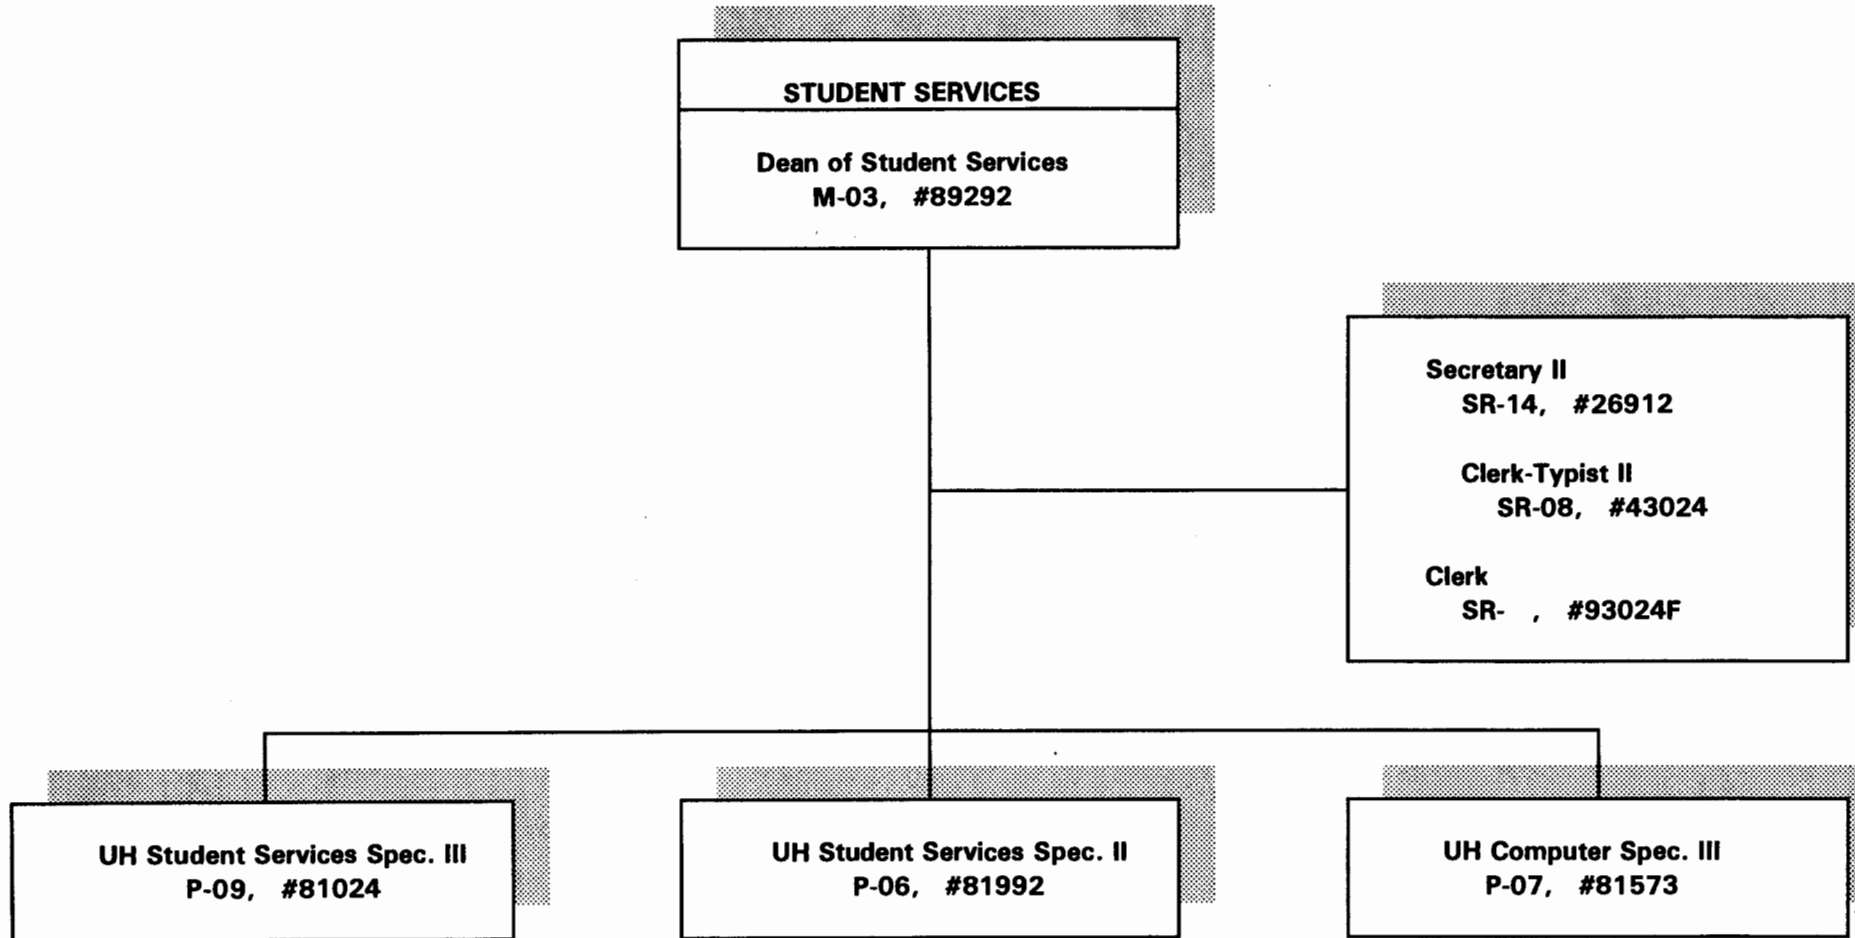 STUDENT SERVICES
Dean of Student Services
M-03, #89292
Secretary II
SR-14, #26912
Clerk-Typist II
SR-08, #43024
Clerk
SR- , #93024F
UH Student Services Spec. III
P-09, #81024
UH Student Services Spec. II
P-06, #81992
UH Computer Spec. III
P-07, #81573